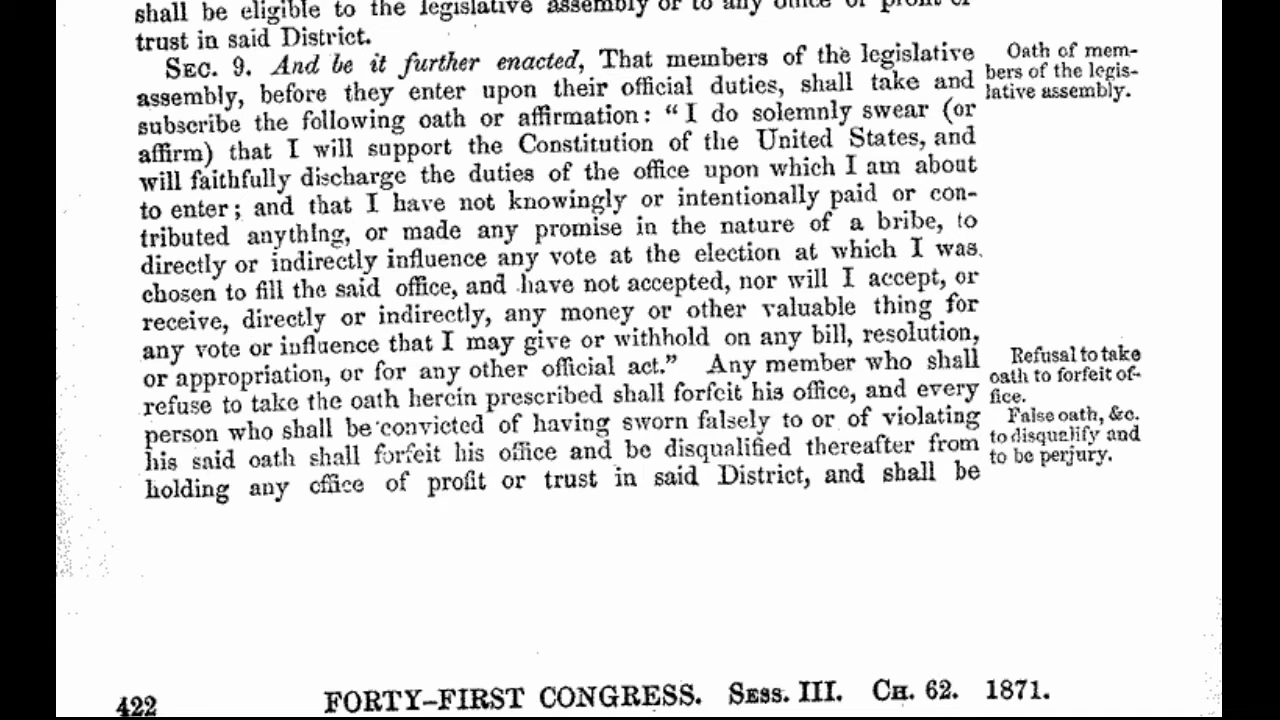 shall be eligible to the legislative assembly or to any office of profit or
trust in said District.
SEC. 9. And be it further enacted, That members of the legislative
assembly, before they enter upon their official duties, shall take and
subscribe the following oath or affirmation: “I do solemnly swear (or
affirm) that I will support the Constitution of the United States, and
will faithfully discharge the duties of the office upon which I am about
to enter; and that I have not knowingly or intentionally paid or con-
tributed anything, or made any promise in the nature of a bribe, to
directly or indirectly influence any vote at the election at which I was
chosen to fill the said office, and have not accepted, nor will I accept, or
receive, directly or indirectly, any money or other valuable thing for
any vote or influence that I may give or withhold on any bill, resolution,
or appropriation, or for any other official act.” Any member who shall
refuse to take the oath herein prescribed shall forfeit his office, and every
person who shall be convicted of having sworn falsely to or of violating
his said oath shall forfeit his office and be disqualified thereafter from
holding any office of profit or trust in said District, and shall be
Oath of mem-
bers of the legis-
lative assembly.
Refusal to take
oath to forfeit of-
fice.
False oath, &c.
to disqualify and
to be perjury.
422 FORTY-FIRST CONGRESS. SESS. III. CH. 62. 1871.